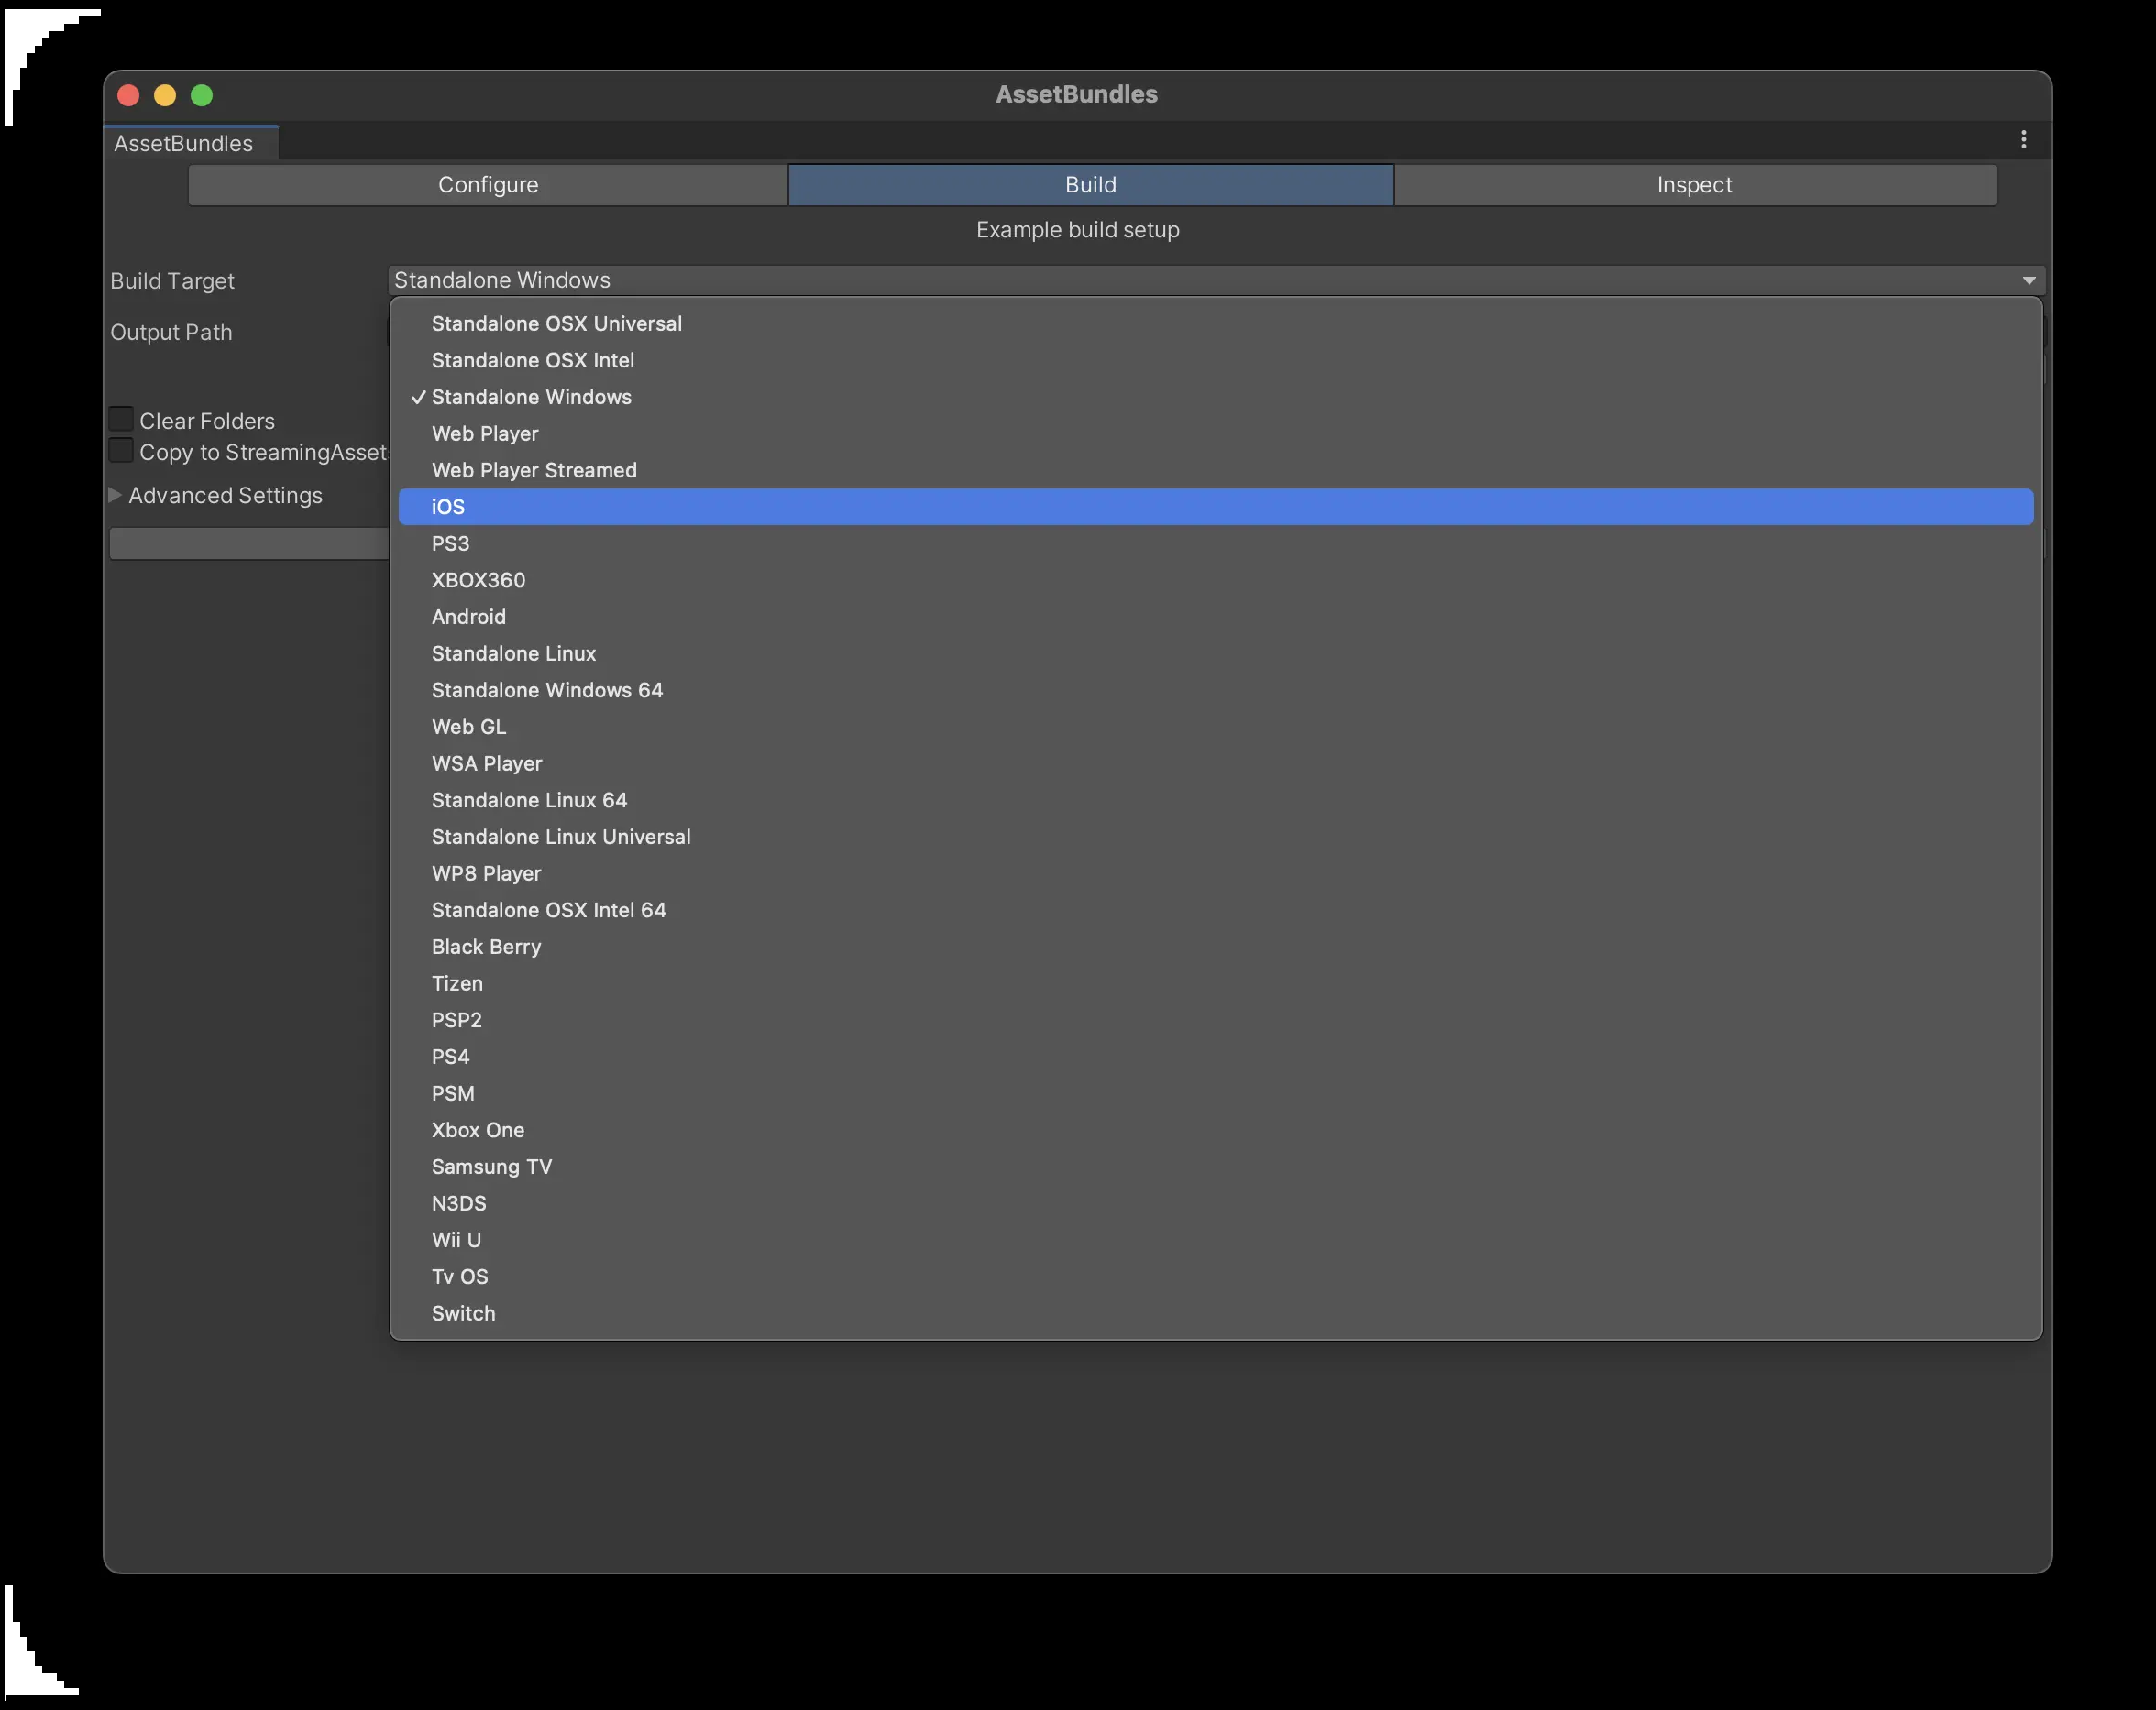 AssetBundles
AssetBundles
Configure Build Inspect
Example build setup
Build Target Standalone Windows
Output Path
Clear Folders
Copy to StreamingAsset
Advanced Settings
Standalone OSX Universal
Standalone OSX Intel
✓ Standalone Windows
Web Player
Web Player Streamed
iOS
PS3
XBOX360
Android
Standalone Linux
Standalone Windows 64
Web GL
WSA Player
Standalone Linux 64
Standalone Linux Universal
WP8 Player
Standalone OSX Intel 64
Black Berry
Tizen
PSP2
PS4
PSM
Xbox One
Samsung TV
N3DS
Wii U
Tv OS
Switch